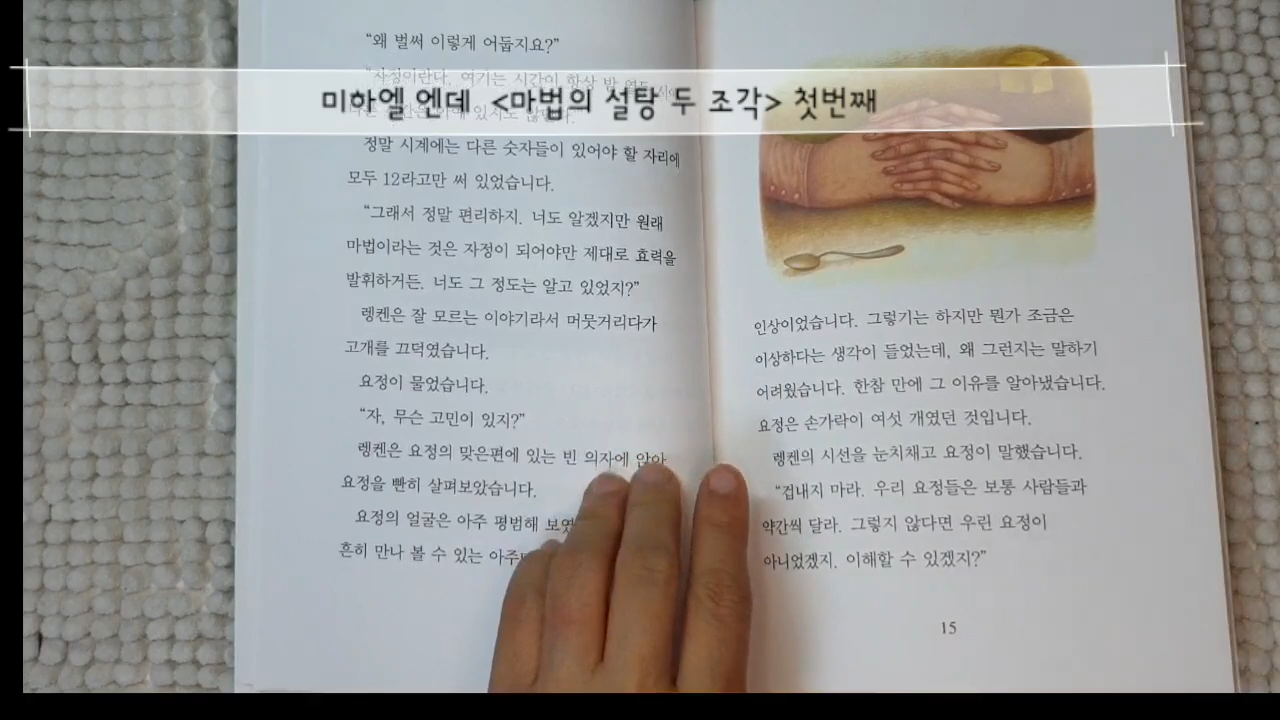 “왜 벌써 이렇게 어둡지요?”
“자정이란다. 여기는 시간이 항상 밤
미하엘 엔데 <마법의 설탕 두 조각> 첫번째
정말 시계에는 다른 숫자들이 있어야 할 자리에
모두 12라고만 써 있었습니다.
“그래서 정말 편리하지. 너도 알겠지만 원래
마법이라는 것은 자정이 되어야만 제대로 효력을
발휘하거든. 너도 그 정도는 알고 있었지?”
렝켄은 잘 모르는 이야기라서 머뭇거리다가
고개를 끄덕였습니다.
요정이 물었습니다.
“자, 무슨 고민이 있지?”
렝켄은 요정의 맞은편에 있는 빈 의자에 앉아
요정을 빤히 살펴보았습니다.
요정의 얼굴은 아주 평범해
흔히 만나 볼 수 있는
인상이었습니다. 그렇기는 하지만 뭔가 조금은
이상하다는 생각이 들었는데, 왜 그런지는 말하기
어려웠습니다. 한참 만에 그 이유를 알아냈습니다.
요정은 손가락이 여섯 개였던 것입니다.
렝켄의 시선을 눈치채고 요정이 말했습니다.
“겁내지 마라. 우리 요정들은 보통 사람들과
약간씩 달라. 그렇지 않다면 우린 요정이
아니었겠지. 이해할 수 있겠지?”
15